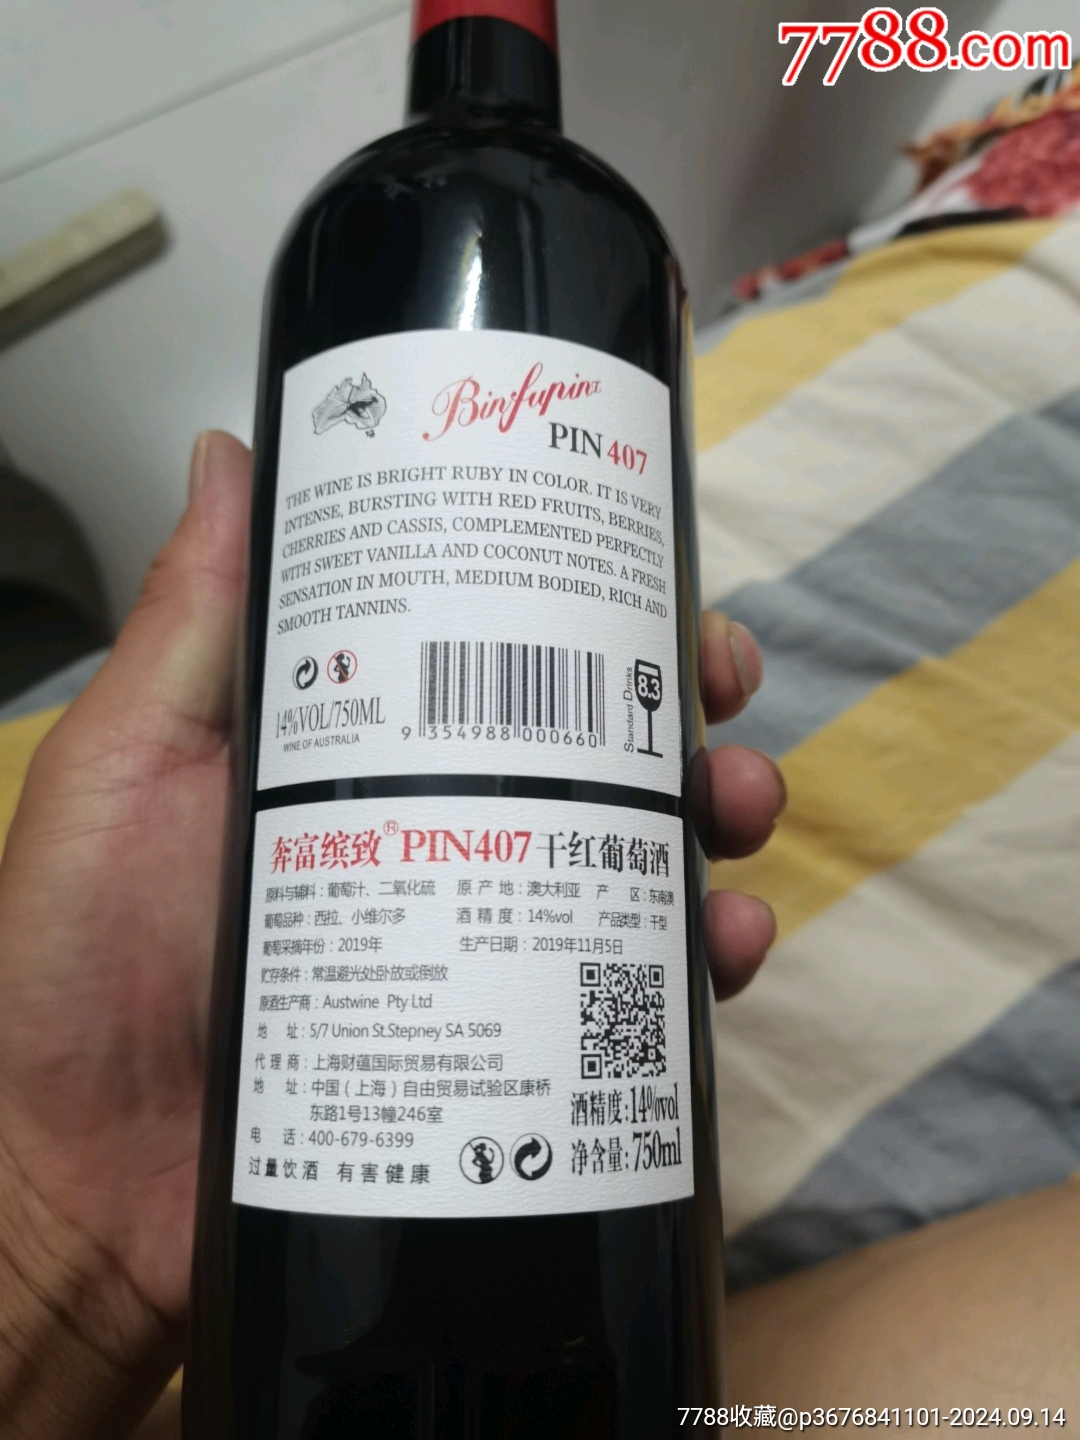 7788.com
Binfupin
PIN 407
THE WINE IS BRIGHT RUBY IN COLOR. IT IS VERY
INTENSE, BURSTING WITH RED FRUITS, BERRIES,
CHERRIES AND CASSIS, COMPLEMENTED PERFECTLY
WITH SWEET VANILLA AND COCONUT NOTES. A FRESH
SENSATION IN MOUTH, MEDIUM BODIED, RICH AND
SMOOTH TANNINS.
14%VOL/750ML
WINE OF AUSTRALIA
9 354988 000660
Standard Drinks
8.3
奔富缤致® PIN407 干红葡萄酒
原料与辅料：葡萄汁、二氧化硫 原产地：澳大利亚 产区：东南澳
葡萄品种：西拉、小维尔多 酒精度：14%vol 产品类型：干型
葡萄采摘年份：2019年 生产日期：2019年11月5日
贮存条件：常温避光处卧放或倒放
原酒生产商：Austwine Pty Ltd
地址：5/7 Union St.Stepney SA 5069
代理商：上海财蕴国际贸易有限公司
地址：中国（上海）自由贸易试验区康桥
东路1号13幢246室
电话：400-679-6399
过量饮酒 有害健康
酒精度:14%vol
净含量:750ml
7788收藏@p3676841101-2024.09.14